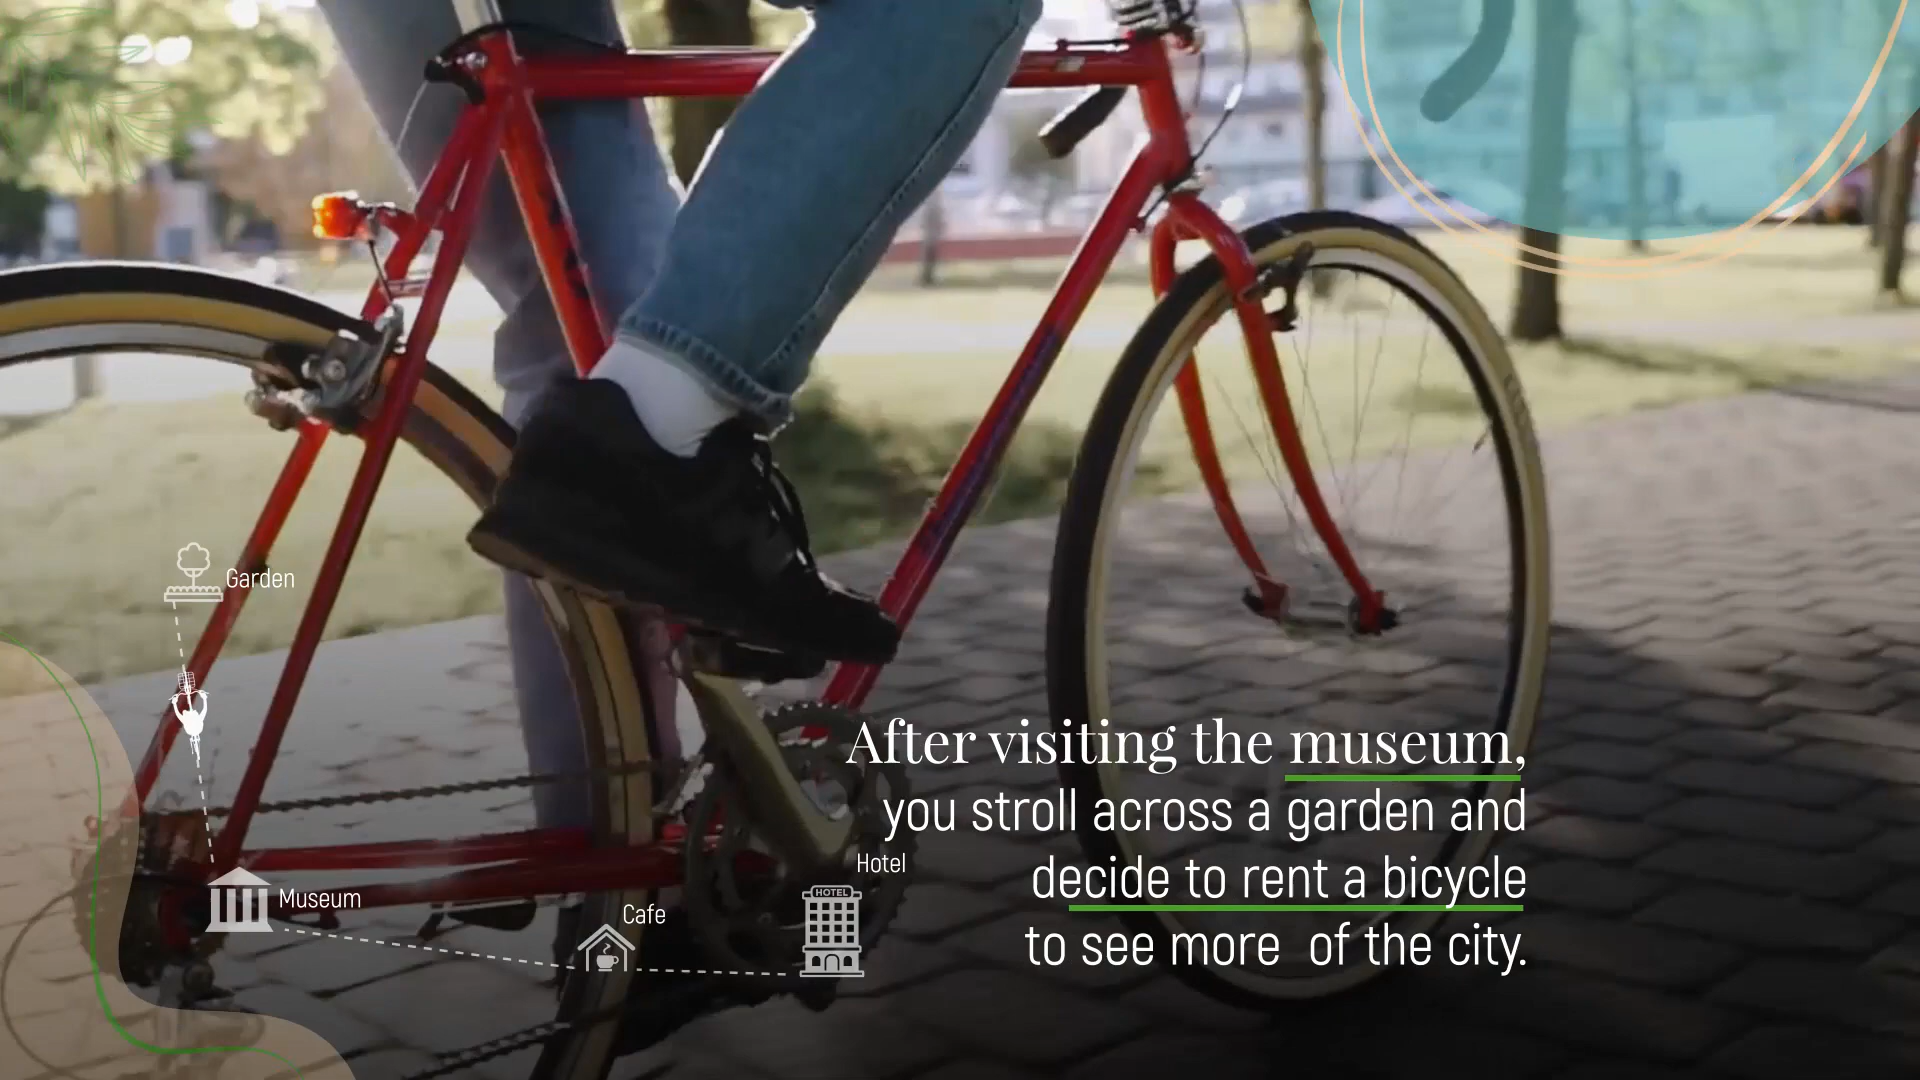 Garden
After visiting the museum,
you stroll across a garden and
decide to rent a bicycle
to see more  of the city.
Hotel
HOTEL
Museum
Cafe